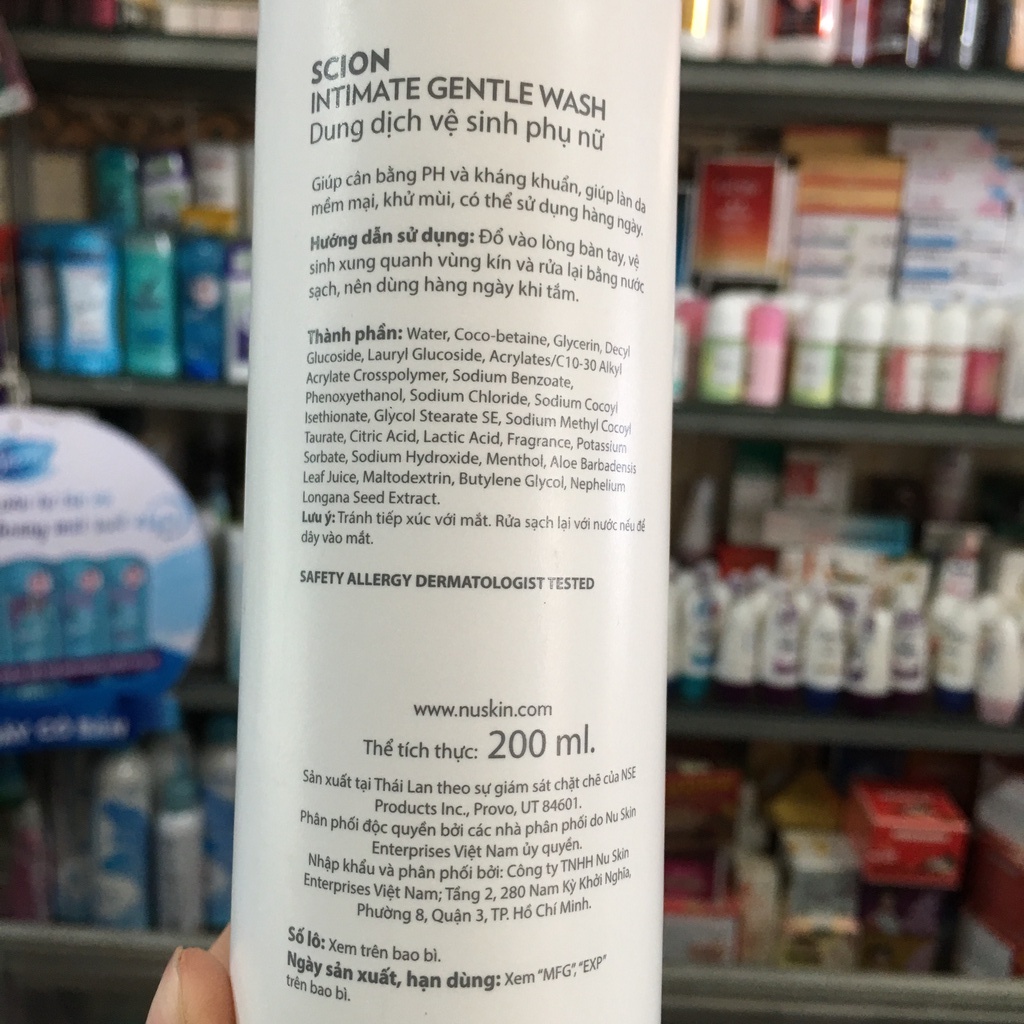 SCION
INTIMATE GENTLE WASH
Dung dịch vệ sinh phụ nữ
Giúp cân bằng PH và kháng khuẩn, giúp làn da
mềm mại, khử mùi, có thể sử dụng hàng ngày.
Hướng dẫn sử dụng: Đổ vào lòng bàn tay, vệ
sinh xung quanh vùng kín và rửa lại bằng nước
sạch, nên dùng hàng ngày khi tắm.
Thành phần: Water, Coco-betaine, Glycerin, Decyl
Glucoside, Lauryl Glucoside, Acrylates/C10-30 Alkyl
Acrylate Crosspolymer, Sodium Benzoate,
Phenoxyethanol, Sodium Chloride, Sodium Cocoyl
Isethionate, Glycol Stearate SE, Sodium Methyl Cocoyl
Taurate, Citric Acid, Lactic Acid, Fragrance, Potassium
Sorbate, Sodium Hydroxide, Menthol, Aloe Barbadensis
Leaf Juice, Maltodextrin, Butylene Glycol, Nephelium
Longana Seed Extract.
Lưu ý: Tránh tiếp xúc với mắt. Rửa sạch lại với nước nếu để
dây vào mắt.
SAFETY ALLERGY DERMATOLOGIST TESTED
www.nuskin.com
Thể tích thực: 200 ml.
Sản xuất tại Thái Lan theo sự giám sát chặt chẽ của NSE
Products Inc., Provo, UT 84601.
Phân phối độc quyền bởi các nhà phân phối do Nu Skin
Enterprises Việt Nam ủy quyền.
Nhập khẩu và phân phối bởi: Công ty TNHH Nu Skin
Enterprises Việt Nam; Tầng 2, 280 Nam Kỳ Khởi Nghĩa,
Phường 8, Quận 3, TP. Hồ Chí Minh.
Số lô: Xem trên bao bì.
Ngày sản xuất, hạn dùng: Xem "MFG", "EXP"
trên bao bì.